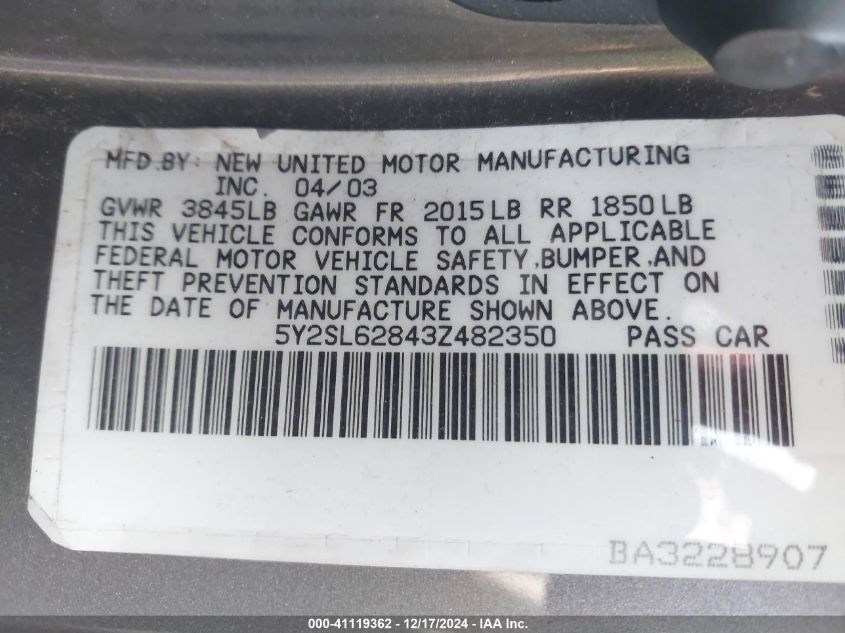 MFD.BY: NEW UNITED MOTOR MANUFACTURING
INC. 04/03
GVWR 3845LB GAWR FR 2015LB RR 1850LB
THIS VEHICLE CONFORMS TO ALL APPLICABLE
FEDERAL MOTOR VEHICLE SAFETY,BUMPER,AND
THEFT PREVENTION STANDARDS IN EFFECT ON
THE DATE OF MANUFACTURE SHOWN ABOVE.
5Y2SL62843Z482350 PASS CAR
BA3228907
000-41119362 - 12/17/2024 - IAA Inc.